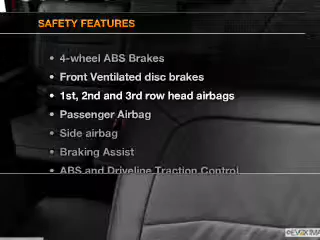 SAFETY FEATURES
• 4-wheel ABS Brakes
• Front Ventilated disc brakes
• 1st, 2nd and 3rd row head airbags
• Passenger Airbag
• Side airbag
• Braking Assist
• ABS and Driveline Traction Control